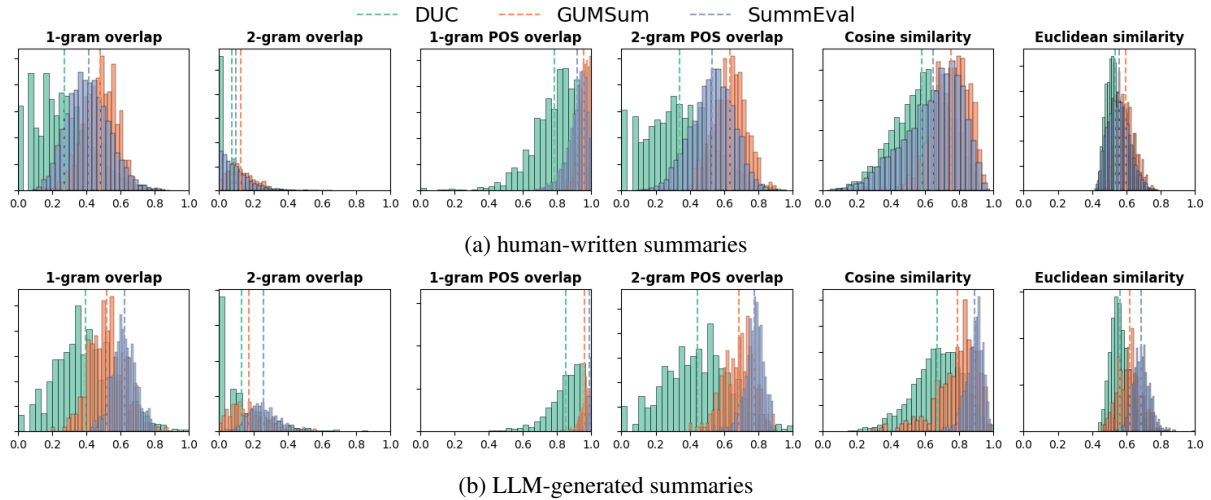 DUC GUMSum SummEval
1-gram overlap 2-gram overlap 1-gram POS overlap 2-gram POS overlap Cosine similarity Euclidean similarity
0.0 0.2 0.4 0.6 0.8 1.0 0.0 0.2 0.4 0.6 0.8 1.0 0.0 0.2 0.4 0.6 0.8 1.0 0.0 0.2 0.4 0.6 0.8 1.0 0.0 0.2 0.4 0.6 0.8 1.0 0.0 0.2 0.4 0.6 0.8 1.0
(a) human-written summaries
1-gram overlap 2-gram overlap 1-gram POS overlap 2-gram POS overlap Cosine similarity Euclidean similarity
0.0 0.2 0.4 0.6 0.8 1.0 0.0 0.2 0.4 0.6 0.8 1.0 0.0 0.2 0.4 0.6 0.8 1.0 0.0 0.2 0.4 0.6 0.8 1.0 0.0 0.2 0.4 0.6 0.8 1.0 0.0 0.2 0.4 0.6 0.8 1.0
(b) LLM-generated summaries